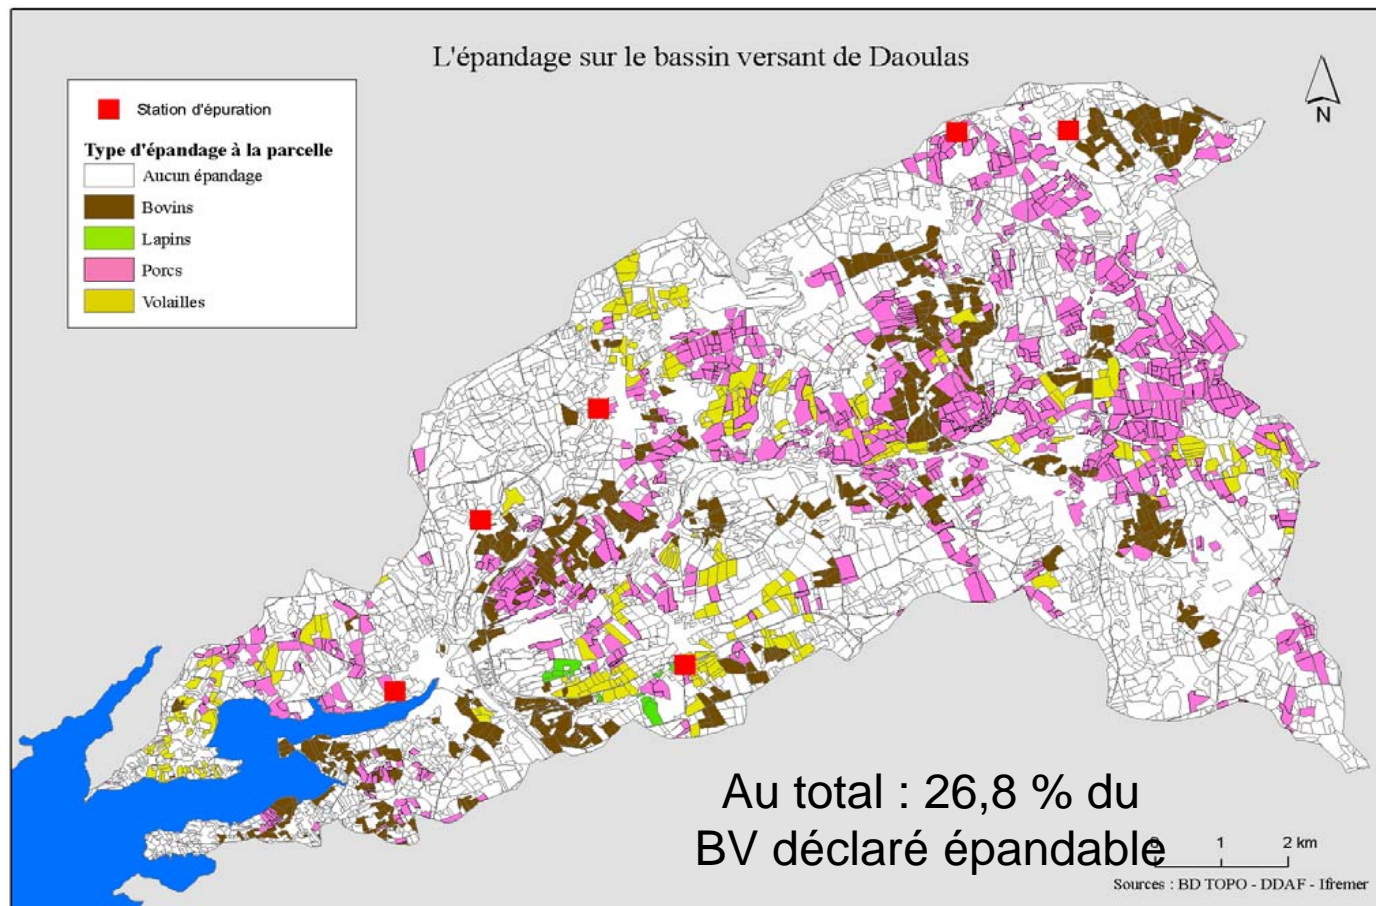 L'épandage sur le bassin versant de Daoulas
N
Station d'épuration
Type d'épandage à la parcelle
Aucun épandage
Bovins
Lapins
Porcs
Volailles
Au total : 26,8 % du
BV déclaré épandable
0 1 2 km
Sources : BD TOPO - DDAF - Ifremer